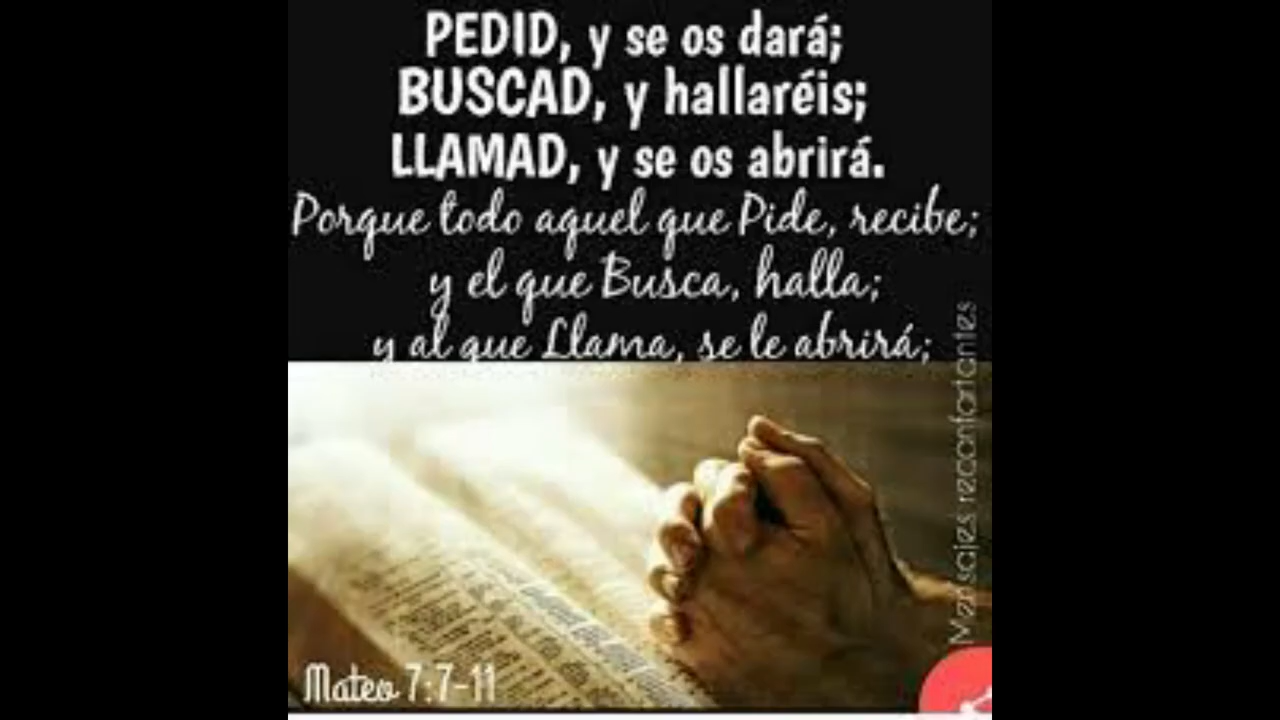 PEDID, y se os dará;
BUSCAD, y hallaréis;
LLAMAD, y se os abrirá.
Porque todo aquel que Pide, recibe;
y el que Busca, halla;
y al que Llama, se le abrirá;
Mensajes reconfortantes
Mateo 7:7-11